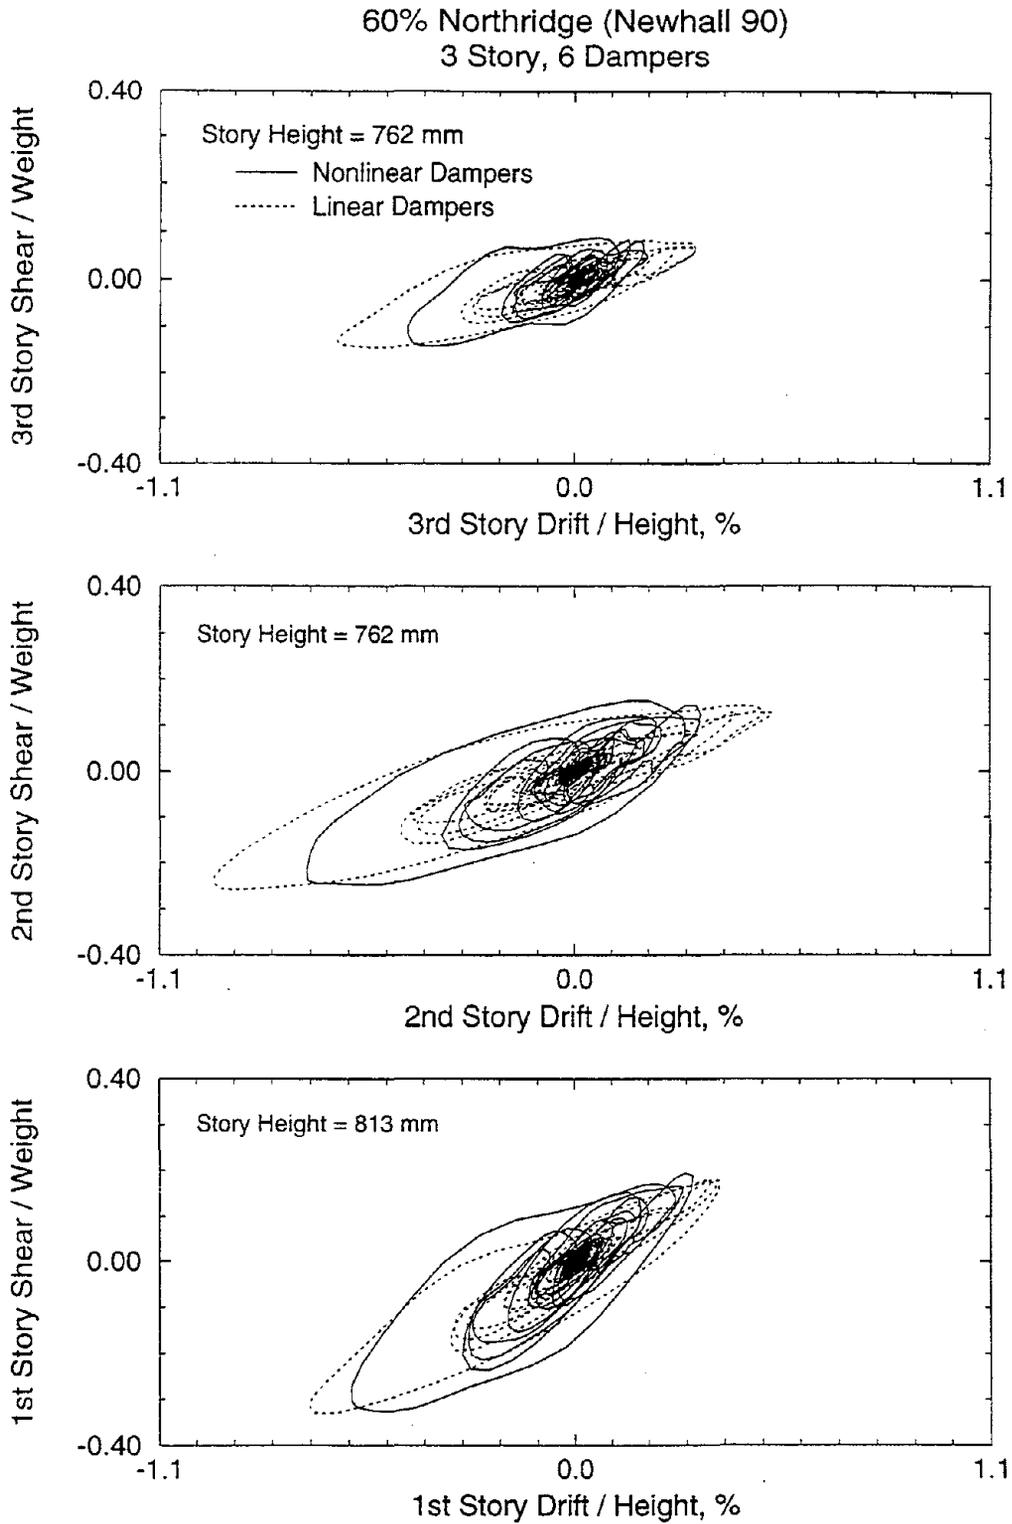 60% Northridge (Newhall 90)
3 Story, 6 Dampers
3rd Story Shear / Weight
0.40
0.00
-0.40
Story Height = 762 mm
Nonlinear Dampers
Linear Dampers
-1.1
0.0
1.1
3rd Story Drift / Height, %
2nd Story Shear / Weight
0.40
0.00
-0.40
Story Height = 762 mm
-1.1
0.0
1.1
2nd Story Drift / Height, %
1st Story Shear / Weight
0.40
0.00
-0.40
Story Height = 813 mm
-1.1
0.0
1.1
1st Story Drift / Height, %